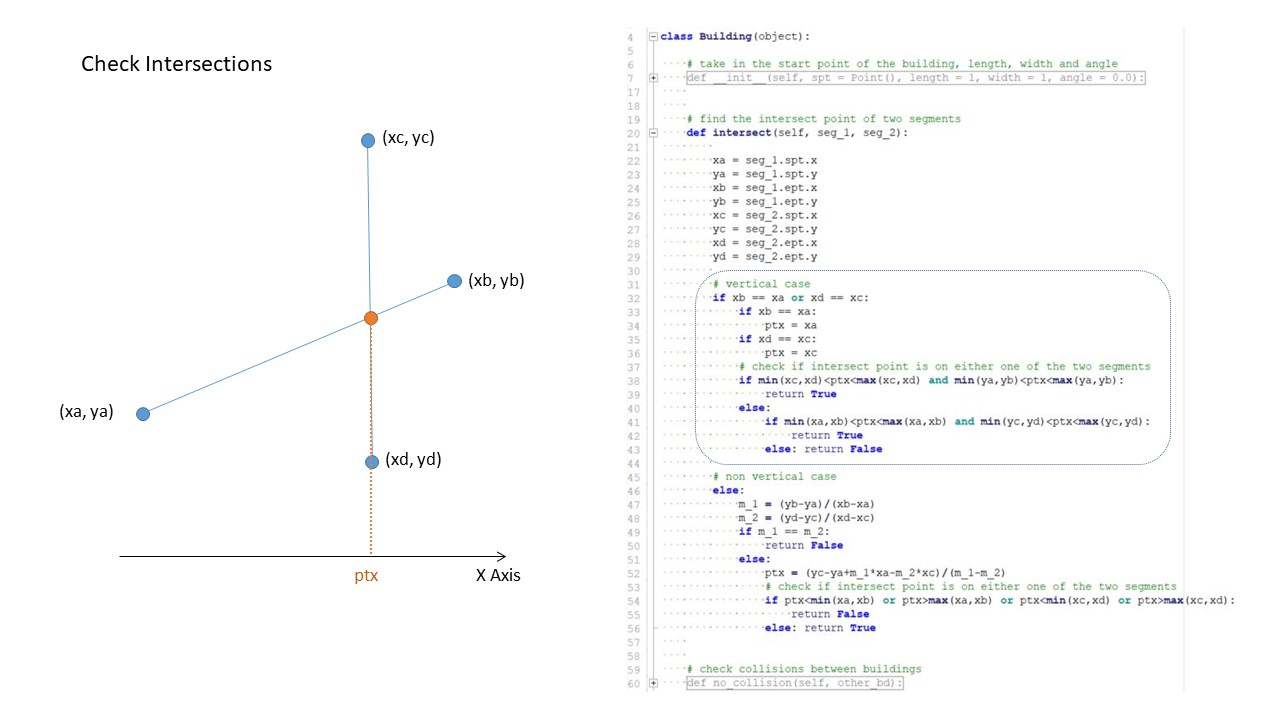 Check Intersections
(xc, yc)
(xb, yb)
(xa, ya)
(xd, yd)
ptx
X Axis
4 class Building(object):
5
6 # take in the start point of the building, length, width and angle
7 def __init__(self, spt = Point(), length = 1, width = 1, angle = 0.0):
17
18
19 # find the intersect point of two segments
20 def intersect(self, seg_1, seg_2):
21
22 xa = seg_1.spt.x
23 ya = seg_1.spt.y
24 xb = seg_1.ept.x
25 yb = seg_1.ept.y
26 xc = seg_2.spt.x
27 yc = seg_2.spt.y
28 xd = seg_2.ept.x
29 yd = seg_2.ept.y
30
31 # vertical case
32 if xb == xa or xd == xc:
33 if xb == xa:
34 ptx = xa
35 if xd == xc:
36 ptx = xc
37 # check if intersect point is on either one of the two segments
38 if min(xc,xd)<ptx<max(xc,xd) and min(ya,yb)<ptx<max(ya,yb):
39 return True
40 else:
41 if min(xa,xb)<ptx<max(xa,xb) and min(yc,yd)<ptx<max(yc,yd):
42 return True
43 else: return False
44
45 # non vertical case
46 else:
47 m_1 = (yb-ya)/(xb-xa)
48 m_2 = (yd-yc)/(xd-xc)
49 if m_1 == m_2:
50 return False
51 else:
52 ptx = (yc-ya+m_1*xa-m_2*xc)/(m_1-m_2)
53 # check if intersect point is on either one of the two segments
54 if ptx<min(xa,xb) or ptx>max(xa,xb) or ptx<min(xc,xd) or ptx>max(xc,xd):
55 return False
56 else: return True
57
58
59 # check collisions between buildings
60 def no_collision(self, other_bd):